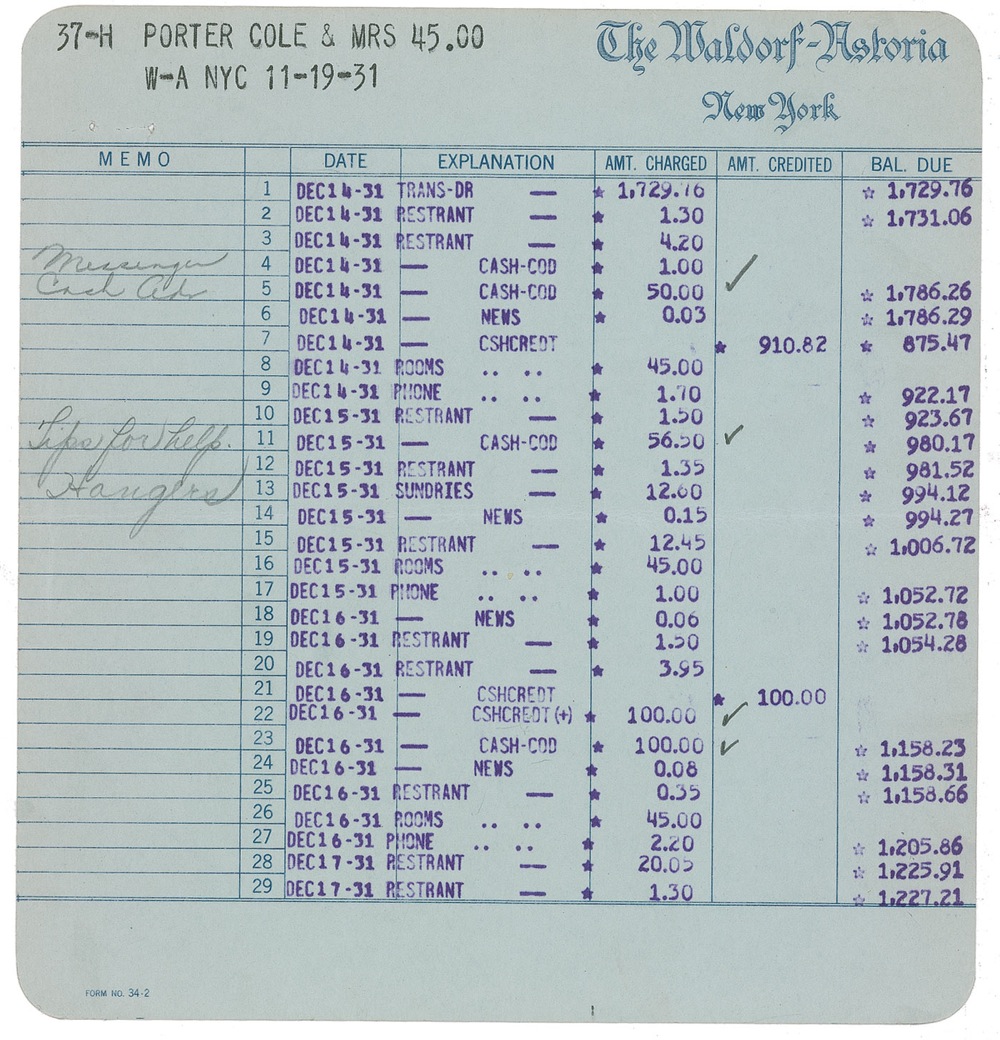 37-H PORTER COLE & MRS 45.00
W-A NYC 11-19-31
The Waldorf-Astoria
New York
MEMO DATE EXPLANATION AMT. CHARGED AMT. CREDITED BAL. DUE
1 DEC14-31 TRANS-DR — * 1,729.76 ☆ 1,729.76
2 DEC14-31 RESTRANT — * 1.30 ☆ 1,731.06
3 DEC14-31 RESTRANT — * 4.20
Messenger 4 DEC14-31 — CASH-COD * 1.00 ✓
Cash Adv 5 DEC14-31 — CASH-COD * 50.00 ☆ 1,786.26
6 DEC14-31 — NEWS * 0.03 ☆ 1,786.29
7 DEC14-31 — CSHCREDT * 910.82 * 875.47
8 DEC14-31 ROOMS .. .. * 45.00
9 DEC14-31 PHONE .. .. * 1.70 * 922.17
10 DEC15-31 RESTRANT — * 1.50 * 923.67
Tips for help. 11 DEC15-31 — CASH-COD * 56.50 ✓ * 980.17
12 DEC15-31 RESTRANT — * 1.35 * 981.52
Hangers 13 DEC15-31 SUNDRIES — * 12.60 * 994.12
14 DEC15-31 — NEWS * 0.15 * 994.27
15 DEC15-31 RESTRANT — * 12.45 ☆ 1,006.72
16 DEC15-31 ROOMS .. .. * 45.00
17 DEC15-31 PHONE .. .. * 1.00 ☆ 1,052.72
18 DEC16-31 — NEWS * 0.06 ☆ 1,052.78
19 DEC16-31 RESTRANT — * 1.50 ☆ 1,054.28
20 DEC16-31 RESTRANT — * 3.95
21 DEC16-31 — CSHCREDT * 100.00
22 DEC16-31 — CSHCREDT(+) * 100.00 ✓
23 DEC16-31 — CASH-COD * 100.00 ✓ ☆ 1,158.23
24 DEC16-31 — NEWS * 0.08 ☆ 1,158.31
25 DEC16-31 RESTRANT — * 0.35 ☆ 1,158.66
26 DEC16-31 ROOMS .. .. * 45.00
27 DEC16-31 PHONE .. .. * 2.20 ☆ 1,205.86
28 DEC17-31 RESTRANT — * 20.05 ☆ 1,225.91
29 DEC17-31 RESTRANT — * 1.30 ☆ 1,227.21
FORM NO. 34-2